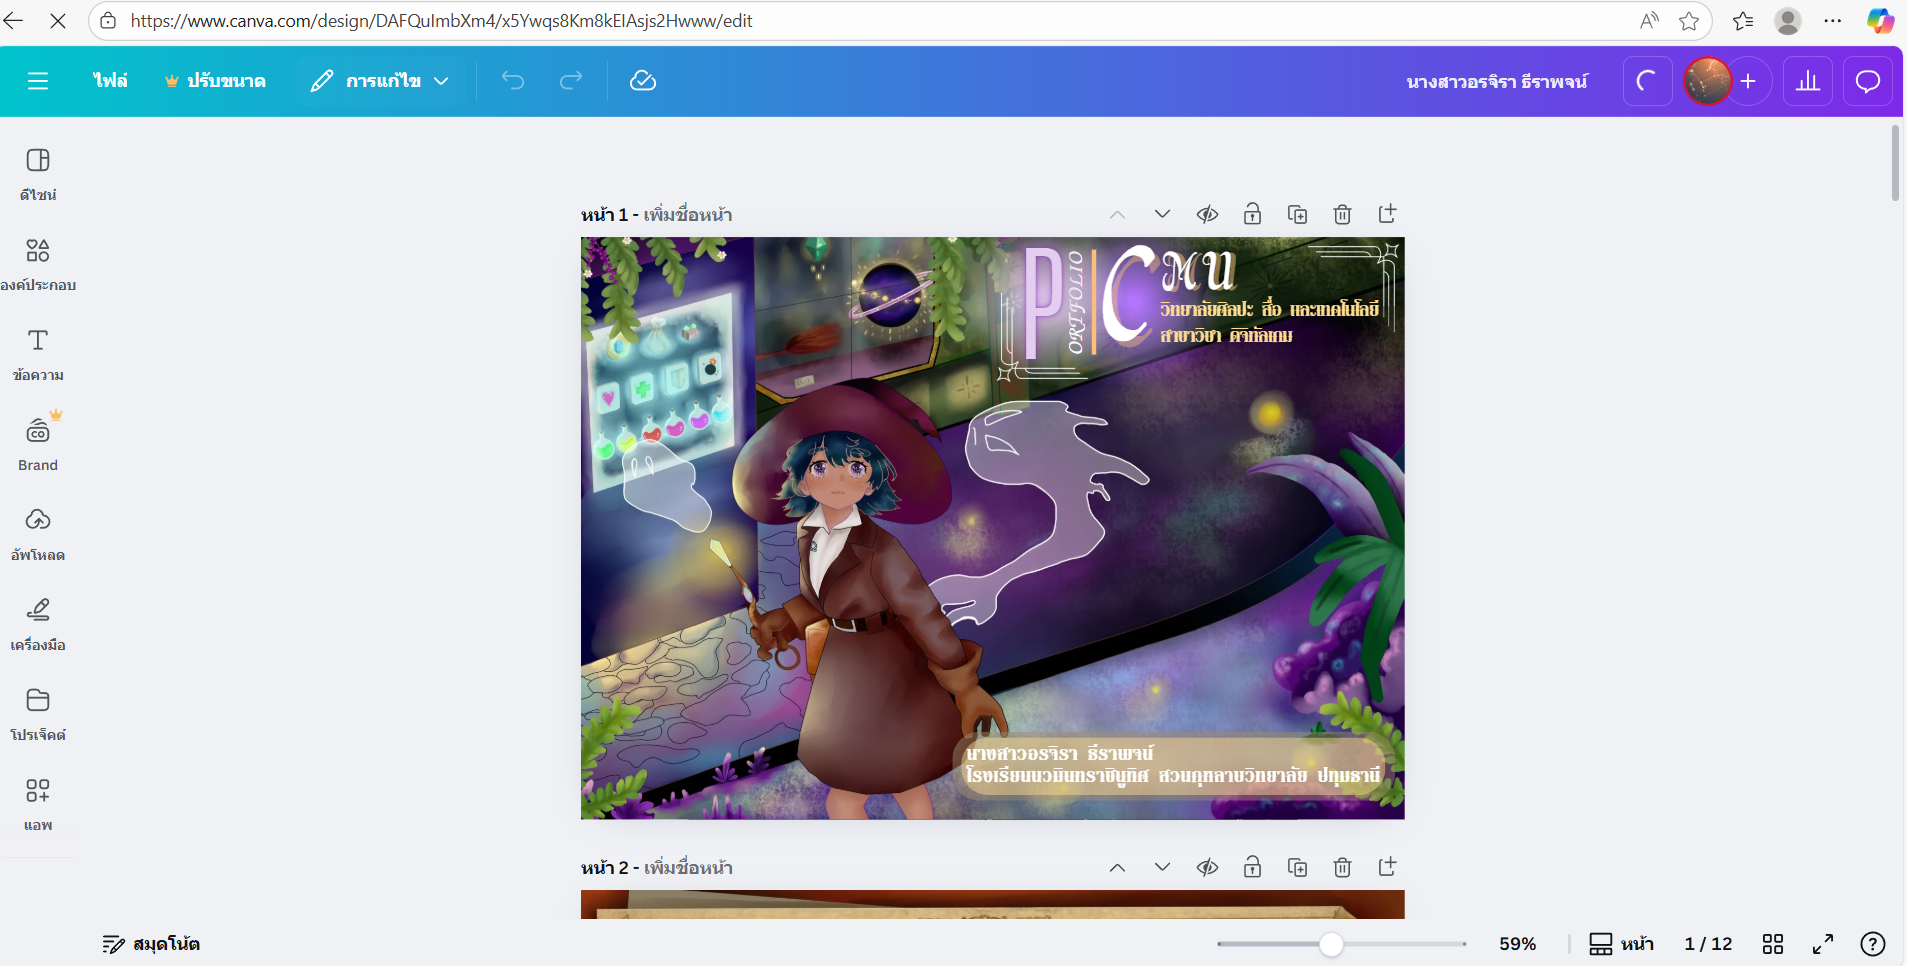 https://www.canva.com/design/DAFQuImbXm4/x5Ywqs8Km8kEIAsjs2Hwww/edit
ไฟล์ ปรับขนาด การแก้ไข นางสาวอรจิรา ธีราพจน์
ดีไซน์
องค์ประกอบ
ข้อความ
Brand
อัพโหลด
เครื่องมือ
โปรเจ็คต์
แอพ
หน้า 1 - เพิ่มชื่อหน้า
PORTFOLIO
CMU
วิทยาลัยศิลปะ สื่อ และเทคโนโลยี
สาขาวิชา ดิจิทัลเกม
นางสาวอรจิรา ธีราพจน์
โรงเรียนนวมินทราชินูทิศ สวนกุหลาบวิทยาลัย ปทุมธานี
หน้า 2 - เพิ่มชื่อหน้า
สมุดโน้ต 59% หน้า 1 / 12